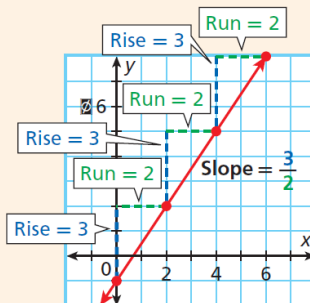 Run = 2
Rise = 3
y
6
Run = 2
Rise = 3
Run = 2
Slope = 3/2
Rise = 3
x
0
2
4
6